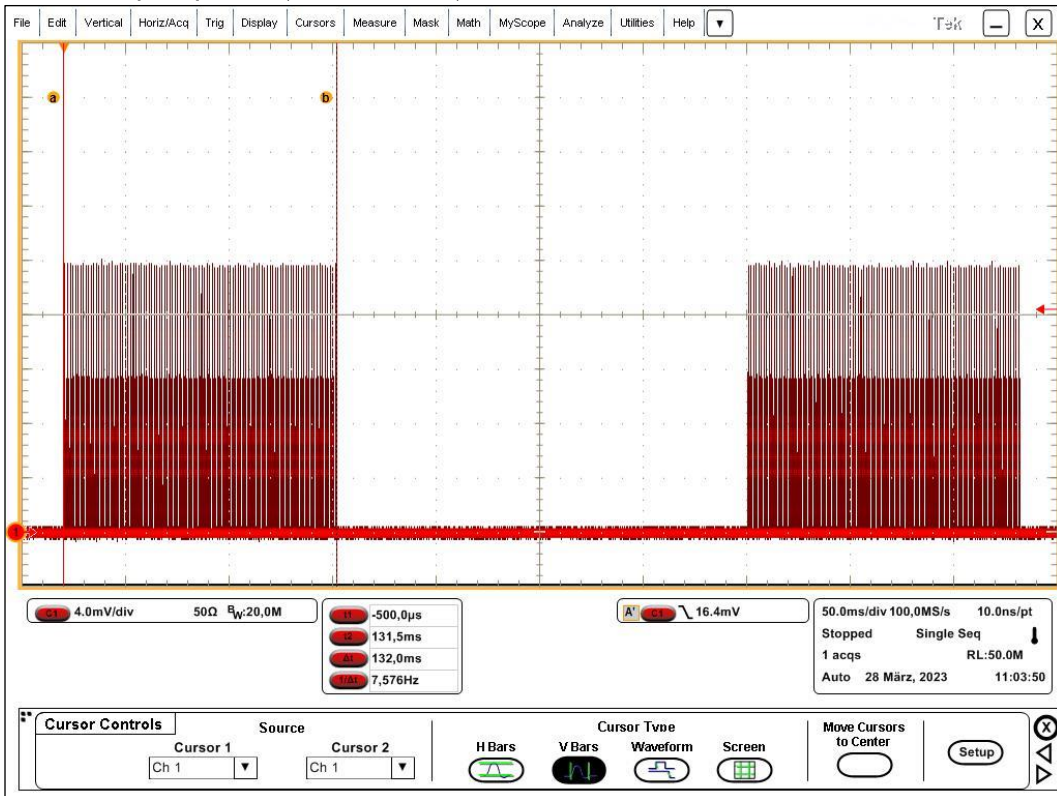 File Edit Vertical Horiz/Acq Trig Display Cursors Measure Mask Math MyScope Analyze Utilities Help Tek X
a b
1
C1 4.0mV/div 50Ω BW:20,0M
t1 -500,0µs
t2 131,5ms
Δt 132,0ms
1/Δt 7,576Hz
A' C1 16.4mV
50.0ms/div 100,0MS/s 10.0ns/pt
Stopped Single Seq
1 acqs RL:50.0M
Auto 28 März, 2023 11:03:50
Cursor Controls
Source
Cursor 1 Cursor 2
Ch 1 Ch 1
Cursor Type
H Bars V Bars Waveform Screen
Move Cursors
to Center
Setup
X